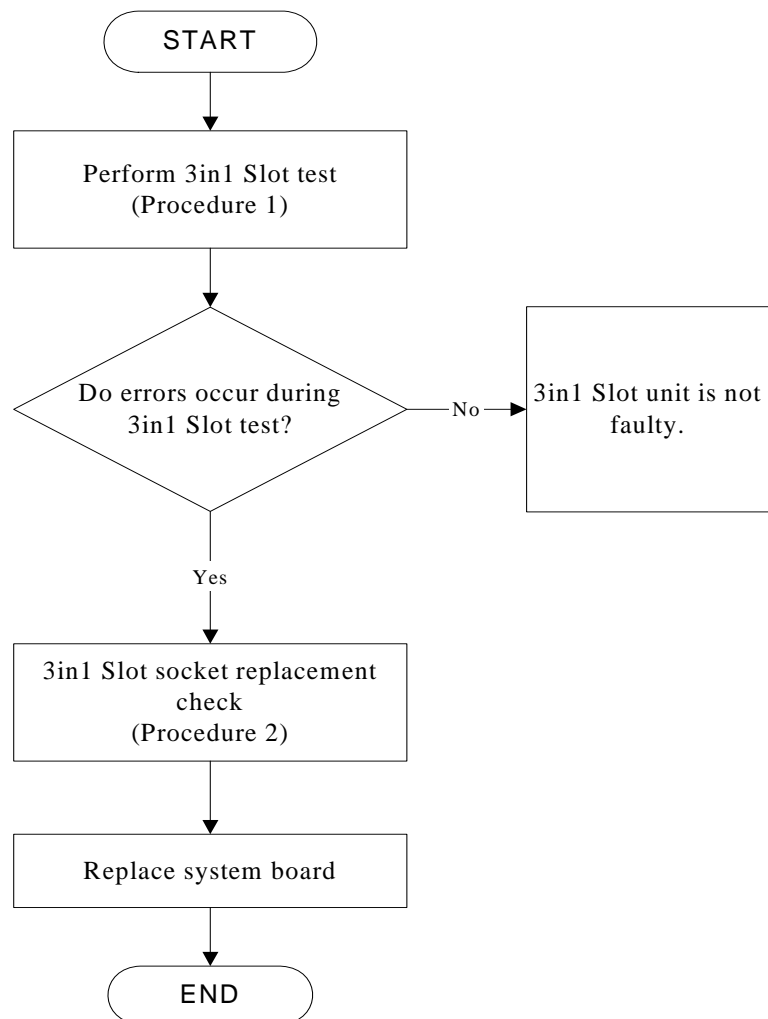 START
Perform 3in1 Slot test
(Procedure 1)
Do errors occur during
3in1 Slot test?
No
3in1 Slot unit is not
faulty.
Yes
3in1 Slot socket replacement
check
(Procedure 2)
Replace system board
END